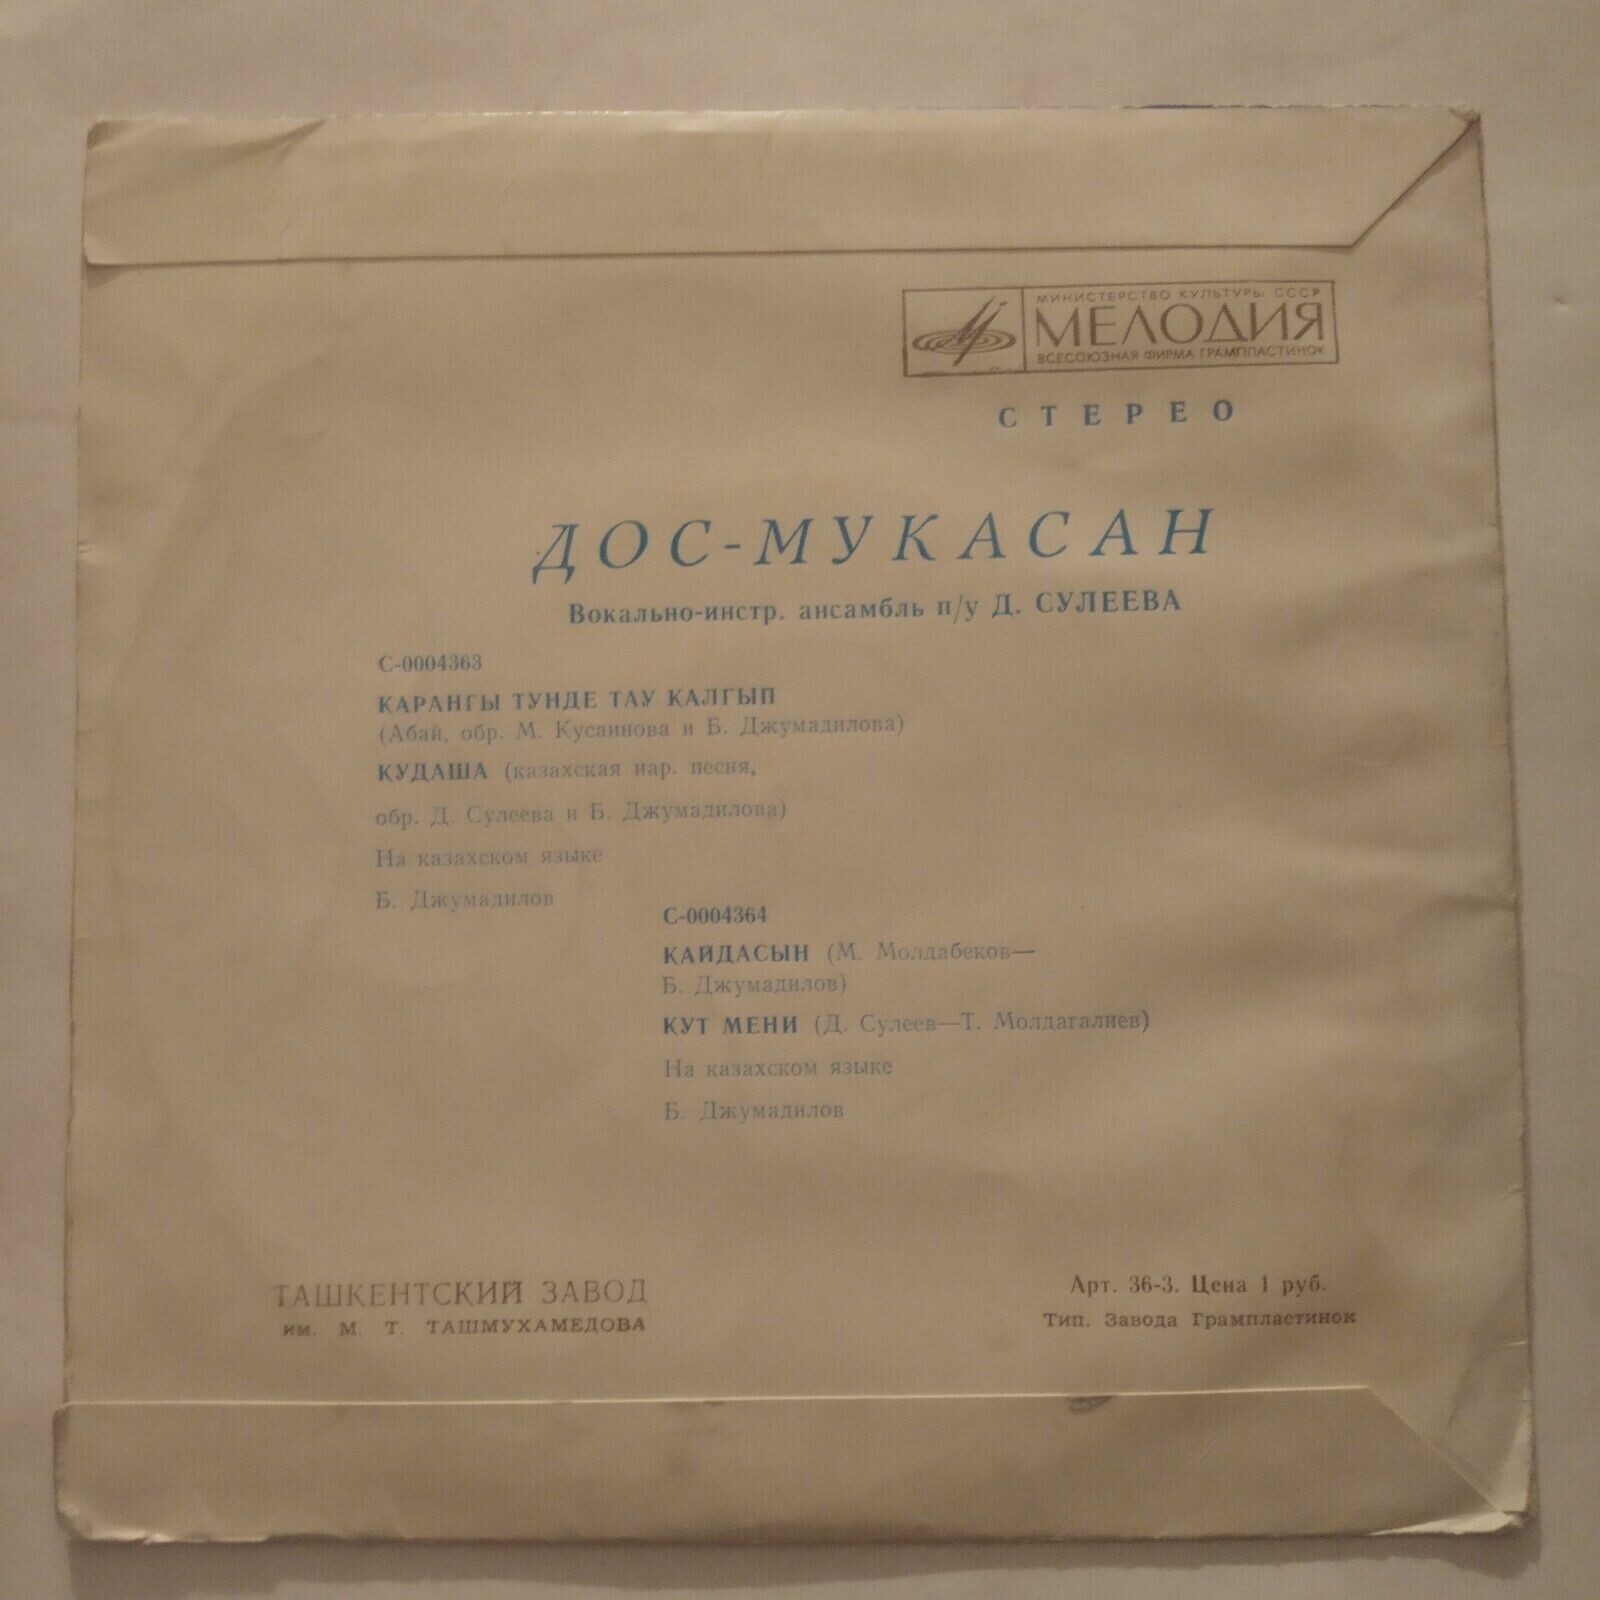 МИНИСТЕРСТВО КУЛЬТУРЫ СССР
МЕЛОДИЯ
ВСЕСОЮЗНАЯ ФИРМА ГРАМПЛАСТИНОК
СТЕРЕО
ДОС-МУКАСАН
Вокально-инстр. ансамбль п/у Д. СУЛЕЕВА
С-0004363
КАРАНГЫ ТУНДЕ ТАУ КАЛГЫП
(Абай, обр. М. Кусаинова и Б. Джумадилова)
КУДАША (казахская нар. песня,
обр. Д. Сулеева и Б. Джумадилова)
На казахском языке
Б. Джумадилов
С-0004364
КАЙДАСЫН (М. Молдабеков—
Б. Джумадилов)
КУТ МЕНИ (Д. Сулеев—Т. Молдагалиев)
На казахском языке
Б. Джумадилов
ТАШКЕНТСКИЙ ЗАВОД
им. М. Т. ТАШМУХАМЕДОВА
Арт. 36-3. Цена 1 руб.
Тип. Завода Грампластинок